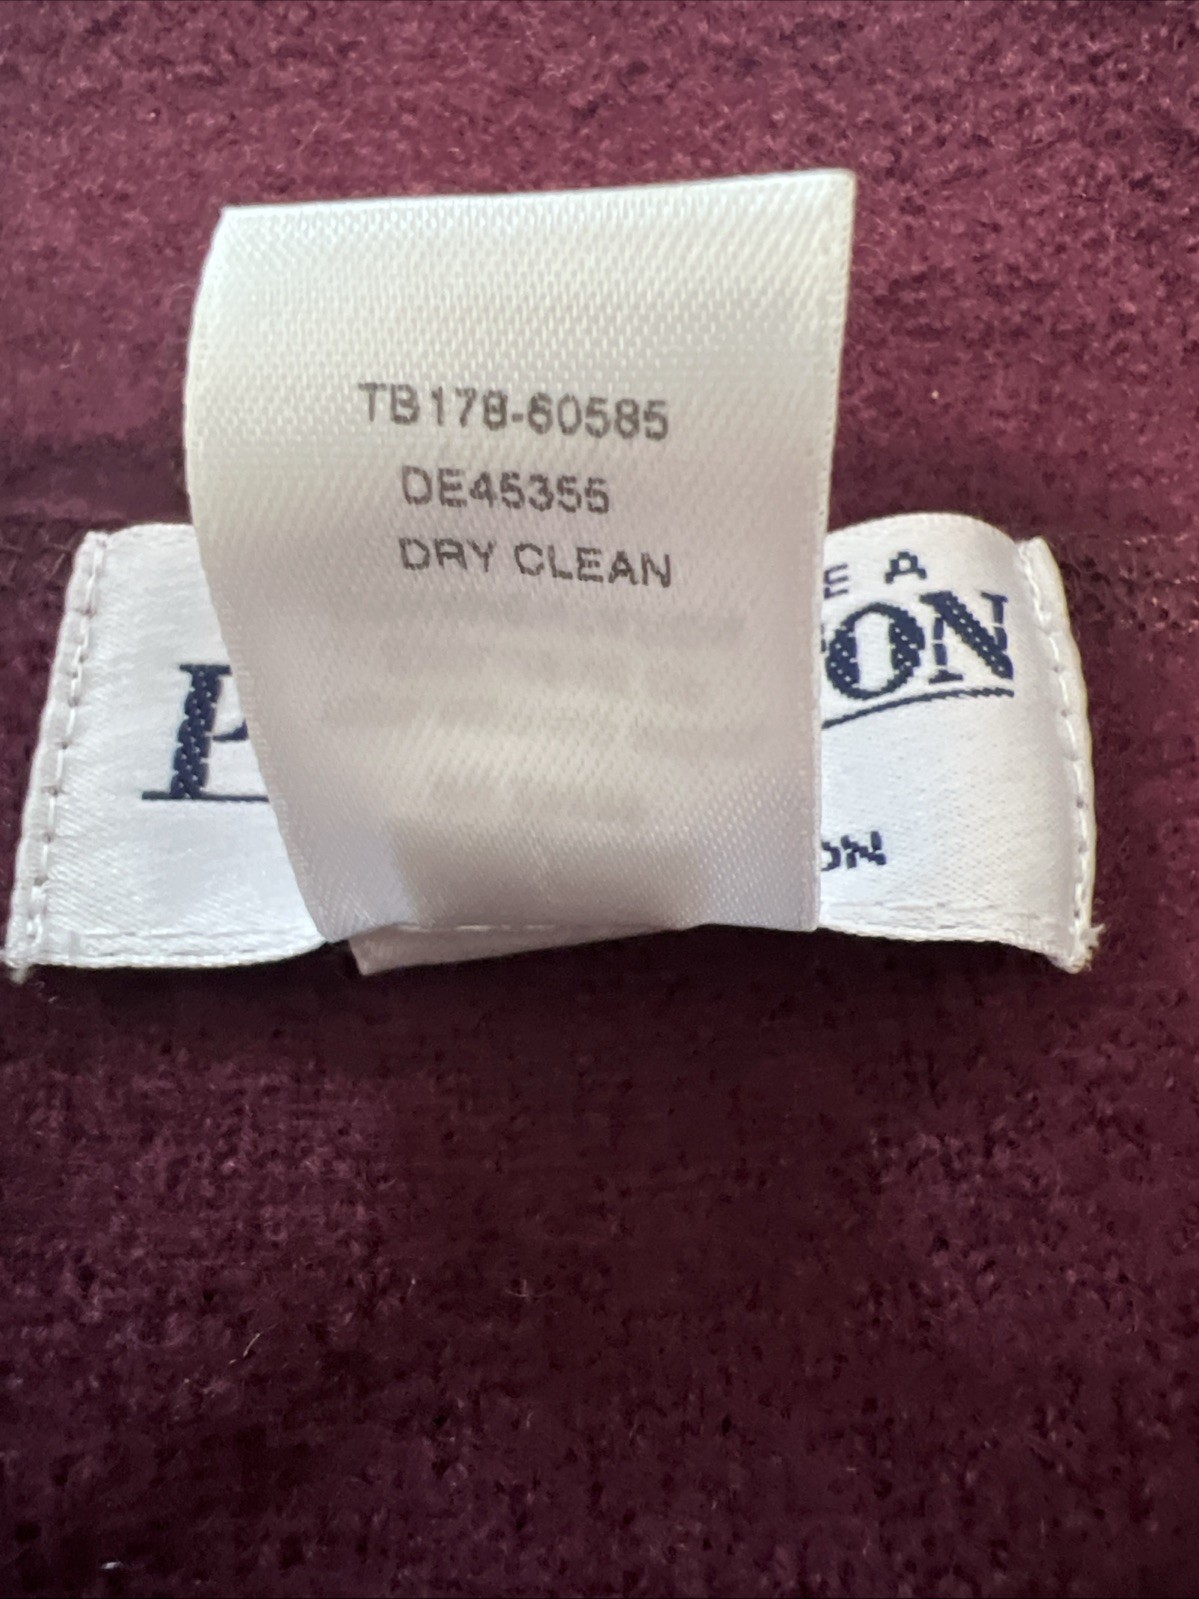 TB178-60585
DE45355
DRY CLEAN
E A
P ON
ON